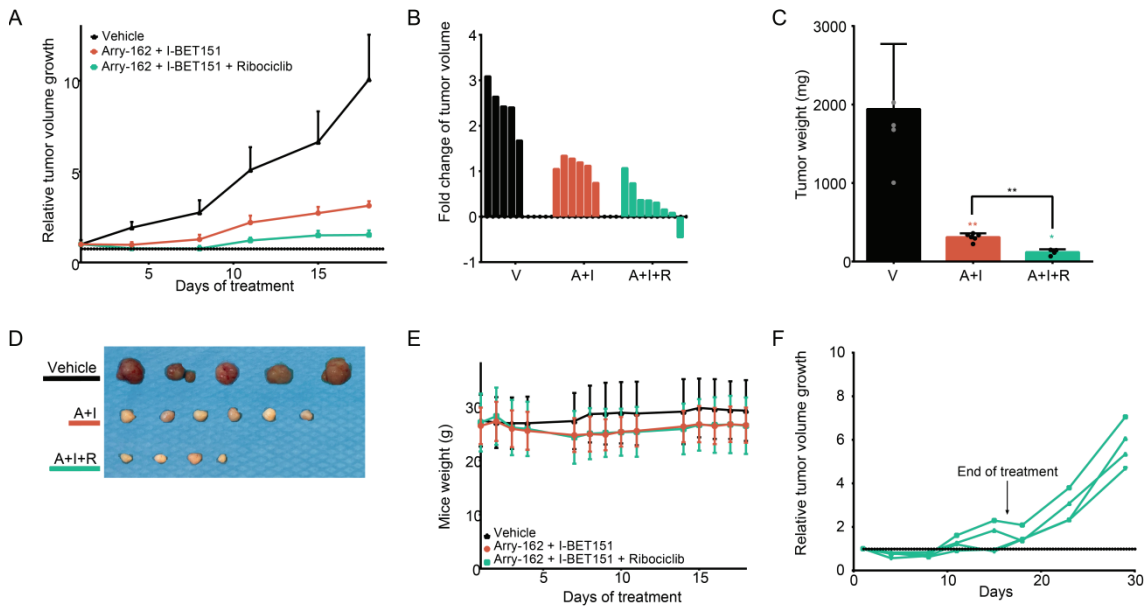 A
Relative tumor volume growth
10
5
0
5
10
15
Days of treatment
Vehicle
Arry-162 + I-BET151
Arry-162 + I-BET151 + Ribociclib
B
Fold change of tumor volume
4
3
2
1
0
-1
V
A+I
A+I+R
C
Tumor weight (mg)
3000
2000
1000
0
**
**
*
V
A+I
A+I+R
D
Vehicle
A+I
A+I+R
E
Mice weight (g)
30
20
10
0
5
10
15
Days of treatment
Vehicle
Arry-162 + I-BET151
Arry-162 + I-BET151 + Ribociclib
F
Relative tumor volume growth
10
8
6
4
2
0
End of treatment
0
10
20
30
Days